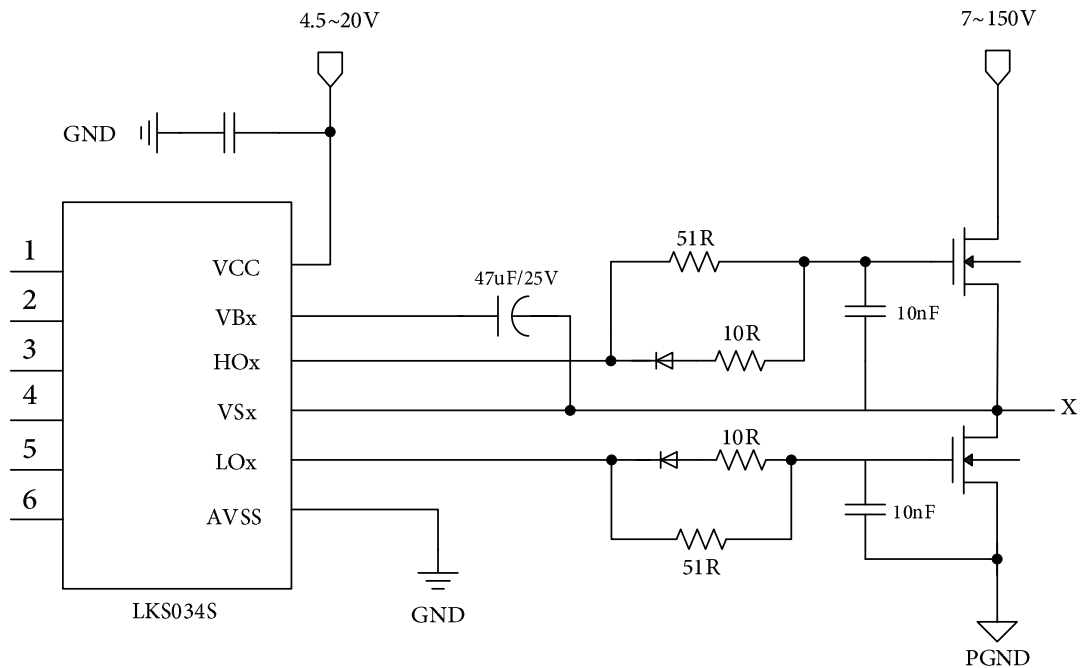 4.5~20V
7~150V
GND
1
2
3
4
5
6
VCC
VBx
HOx
VSx
LOx
AVSS
LKS034S
47uF/25V
51R
10R
10nF
X
10R
10nF
51R
GND
PGND